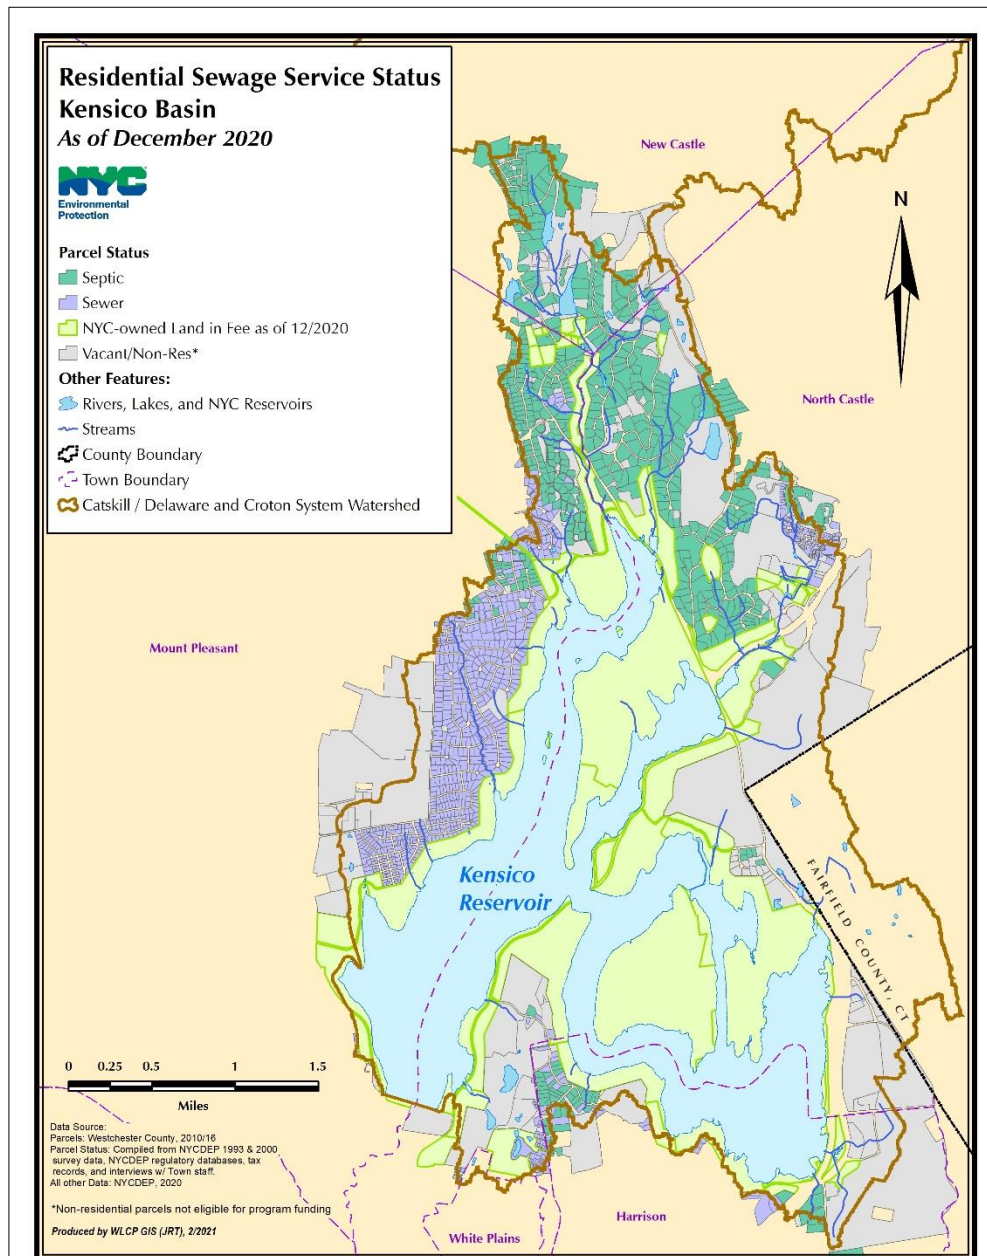 Residential Sewage Service Status
Kensico Basin
As of December 2020
NYC
Environmental
Protection
Parcel Status
Septic
Sewer
NYC-owned Land in Fee as of 12/2020
Vacant/Non-Res*
Other Features:
Rivers, Lakes, and NYC Reservoirs
Streams
County Boundary
Town Boundary
Catskill / Delaware and Croton System Watershed
New Castle
N
North Castle
Mount Pleasant
Kensico
Reservoir
FAIRFIELD COUNTY, CT
0 0.25 0.5 1 1.5
Miles
Data Source:
Parcels: Westchester County, 2010/16
Parcel Status: Compiled from NYCDEP 1993 & 2000
survey data, NYCDEP regulatory databases, tax
records, and interviews w/ Town staff.
All other Data: NYCDEP, 2020
*Non-residential parcels not eligible for program funding
Produced by WLCP GIS (JRT), 2/2021
Harrison
White Plains